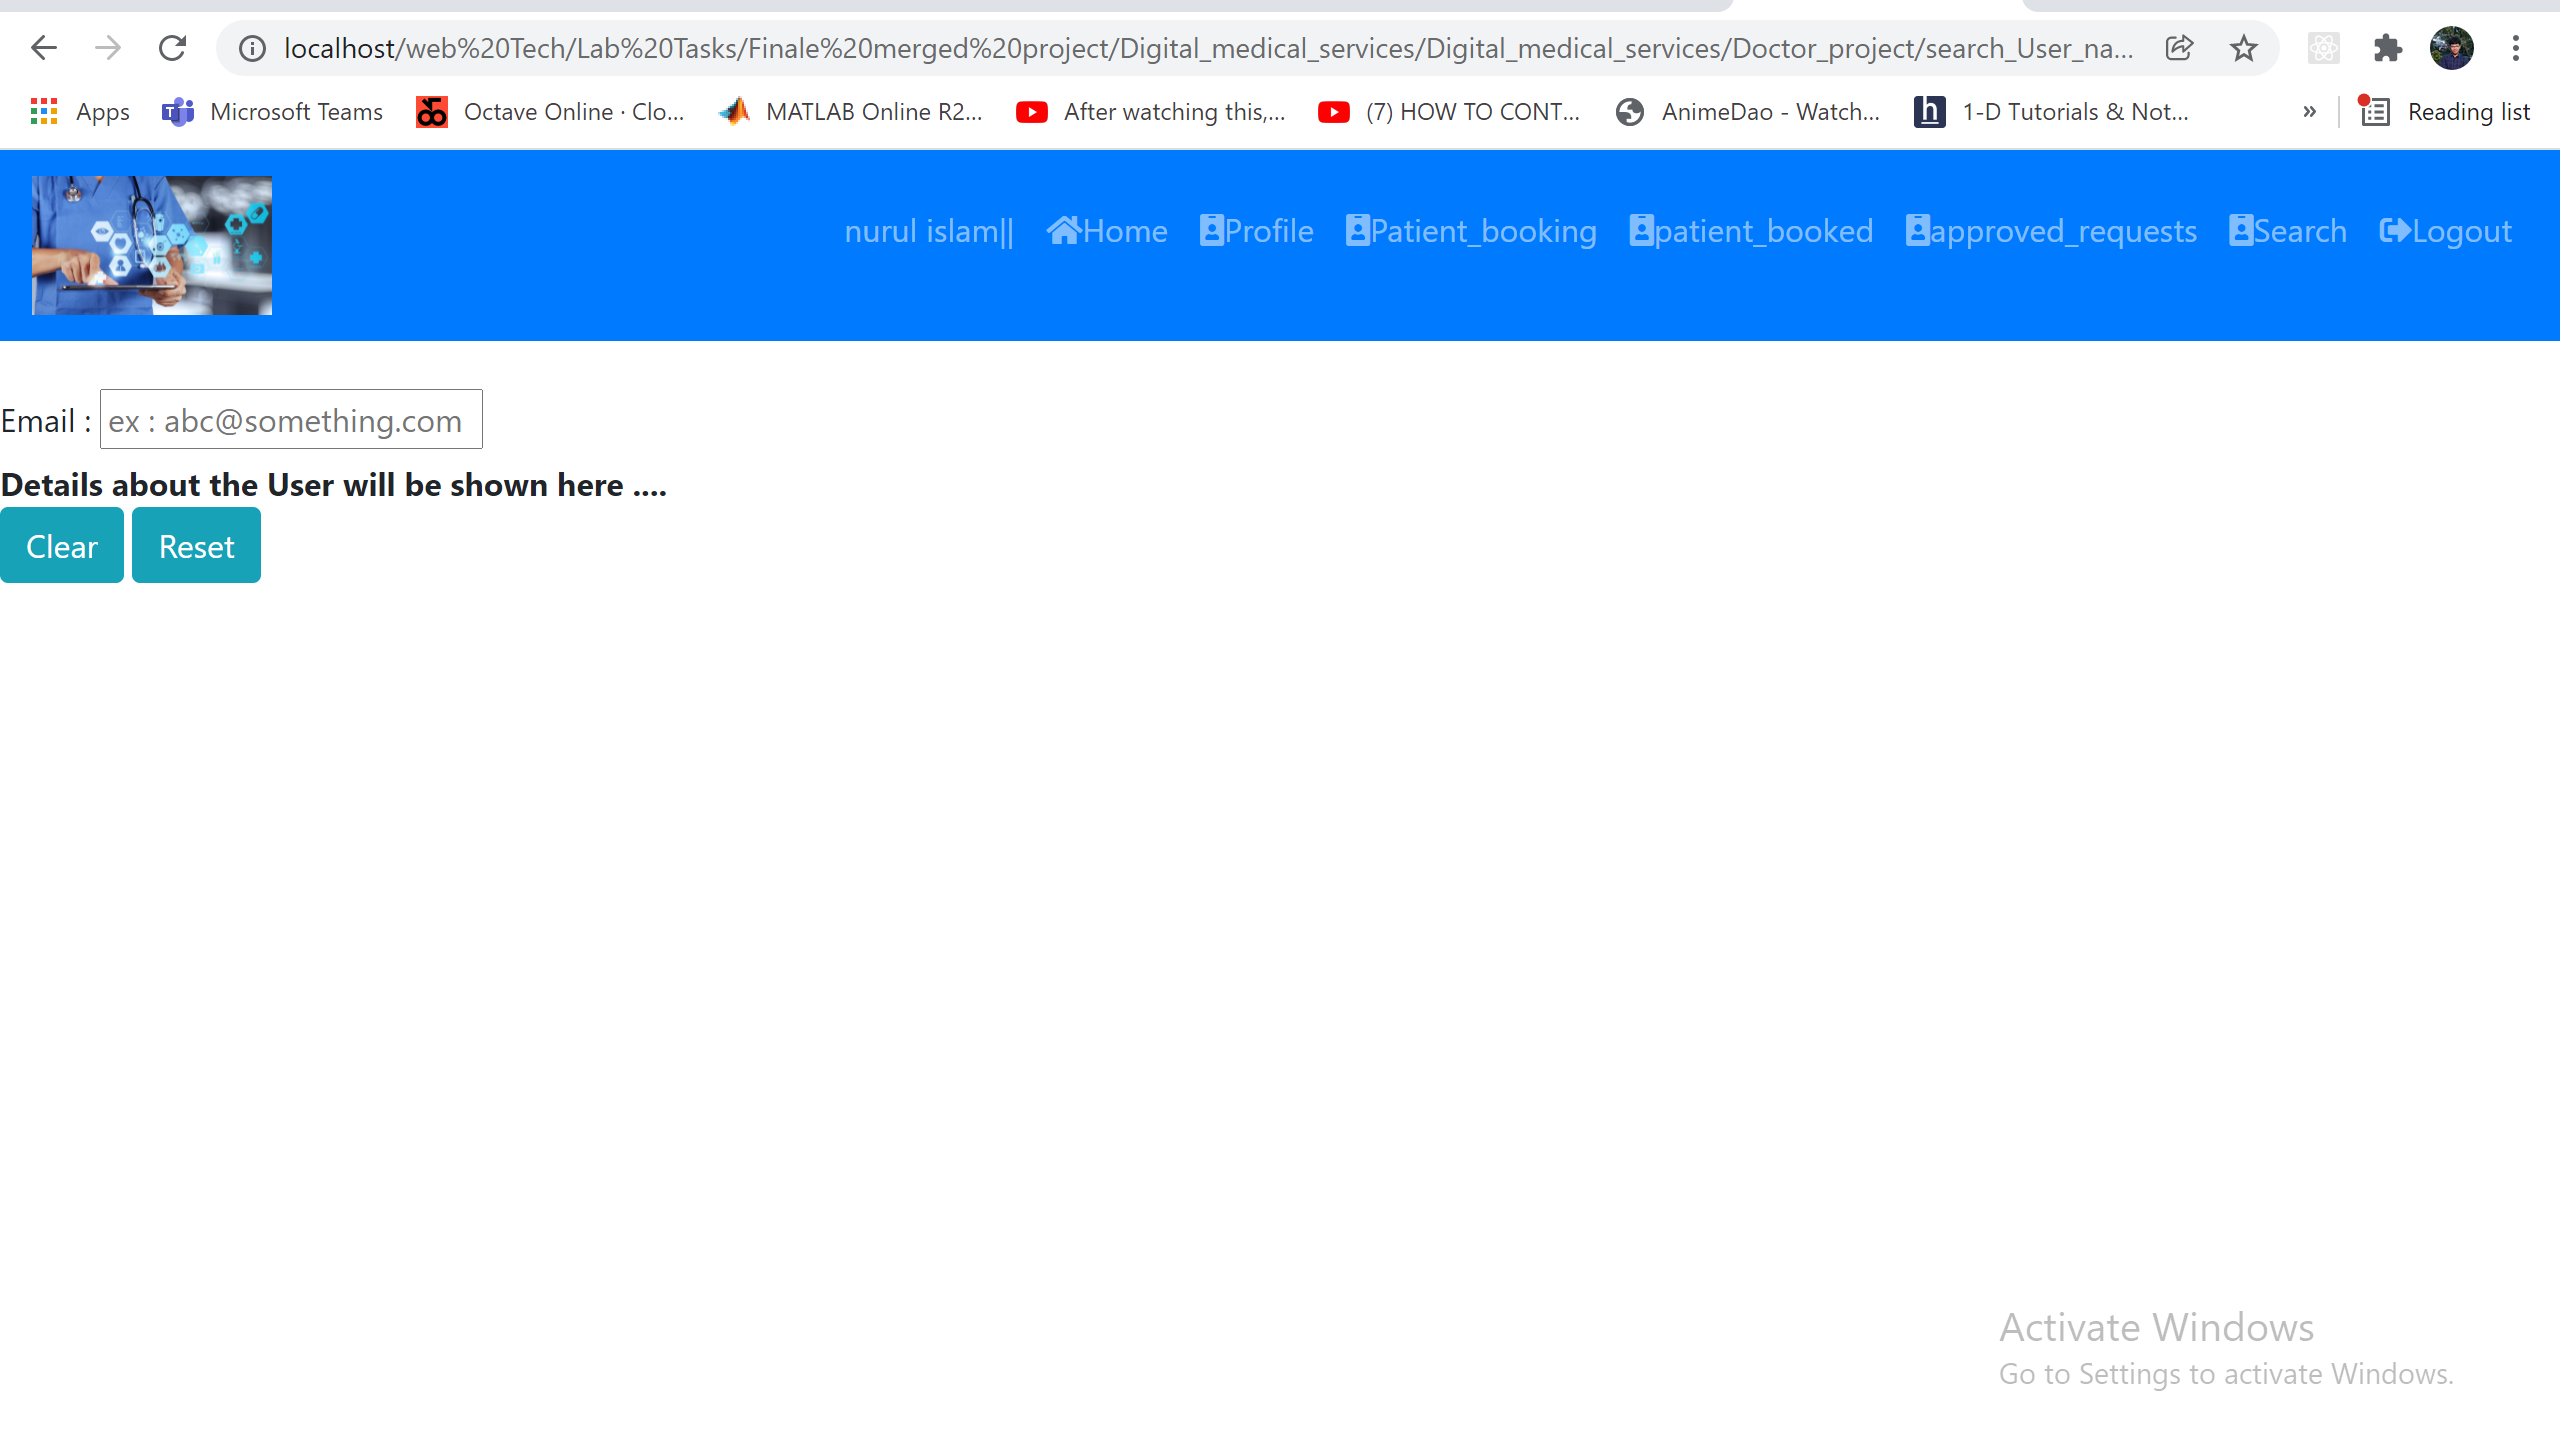 localhost/web%20Tech/Lab%20Tasks/Finale%20merged%20project/Digital_medical_services/Digital_medical_services/Doctor_project/search_User_na...
Apps Microsoft Teams Octave Online · Clo... MATLAB Online R2... After watching this,... (7) HOW TO CONT... AnimeDao - Watch... 1-D Tutorials & Not... » Reading list
nurul islam|| Home Profile Patient_booking patient_booked approved_requests Search Logout
Email : ex : abc@something.com
Details about the User will be shown here ....
Clear Reset
Activate Windows
Go to Settings to activate Windows.